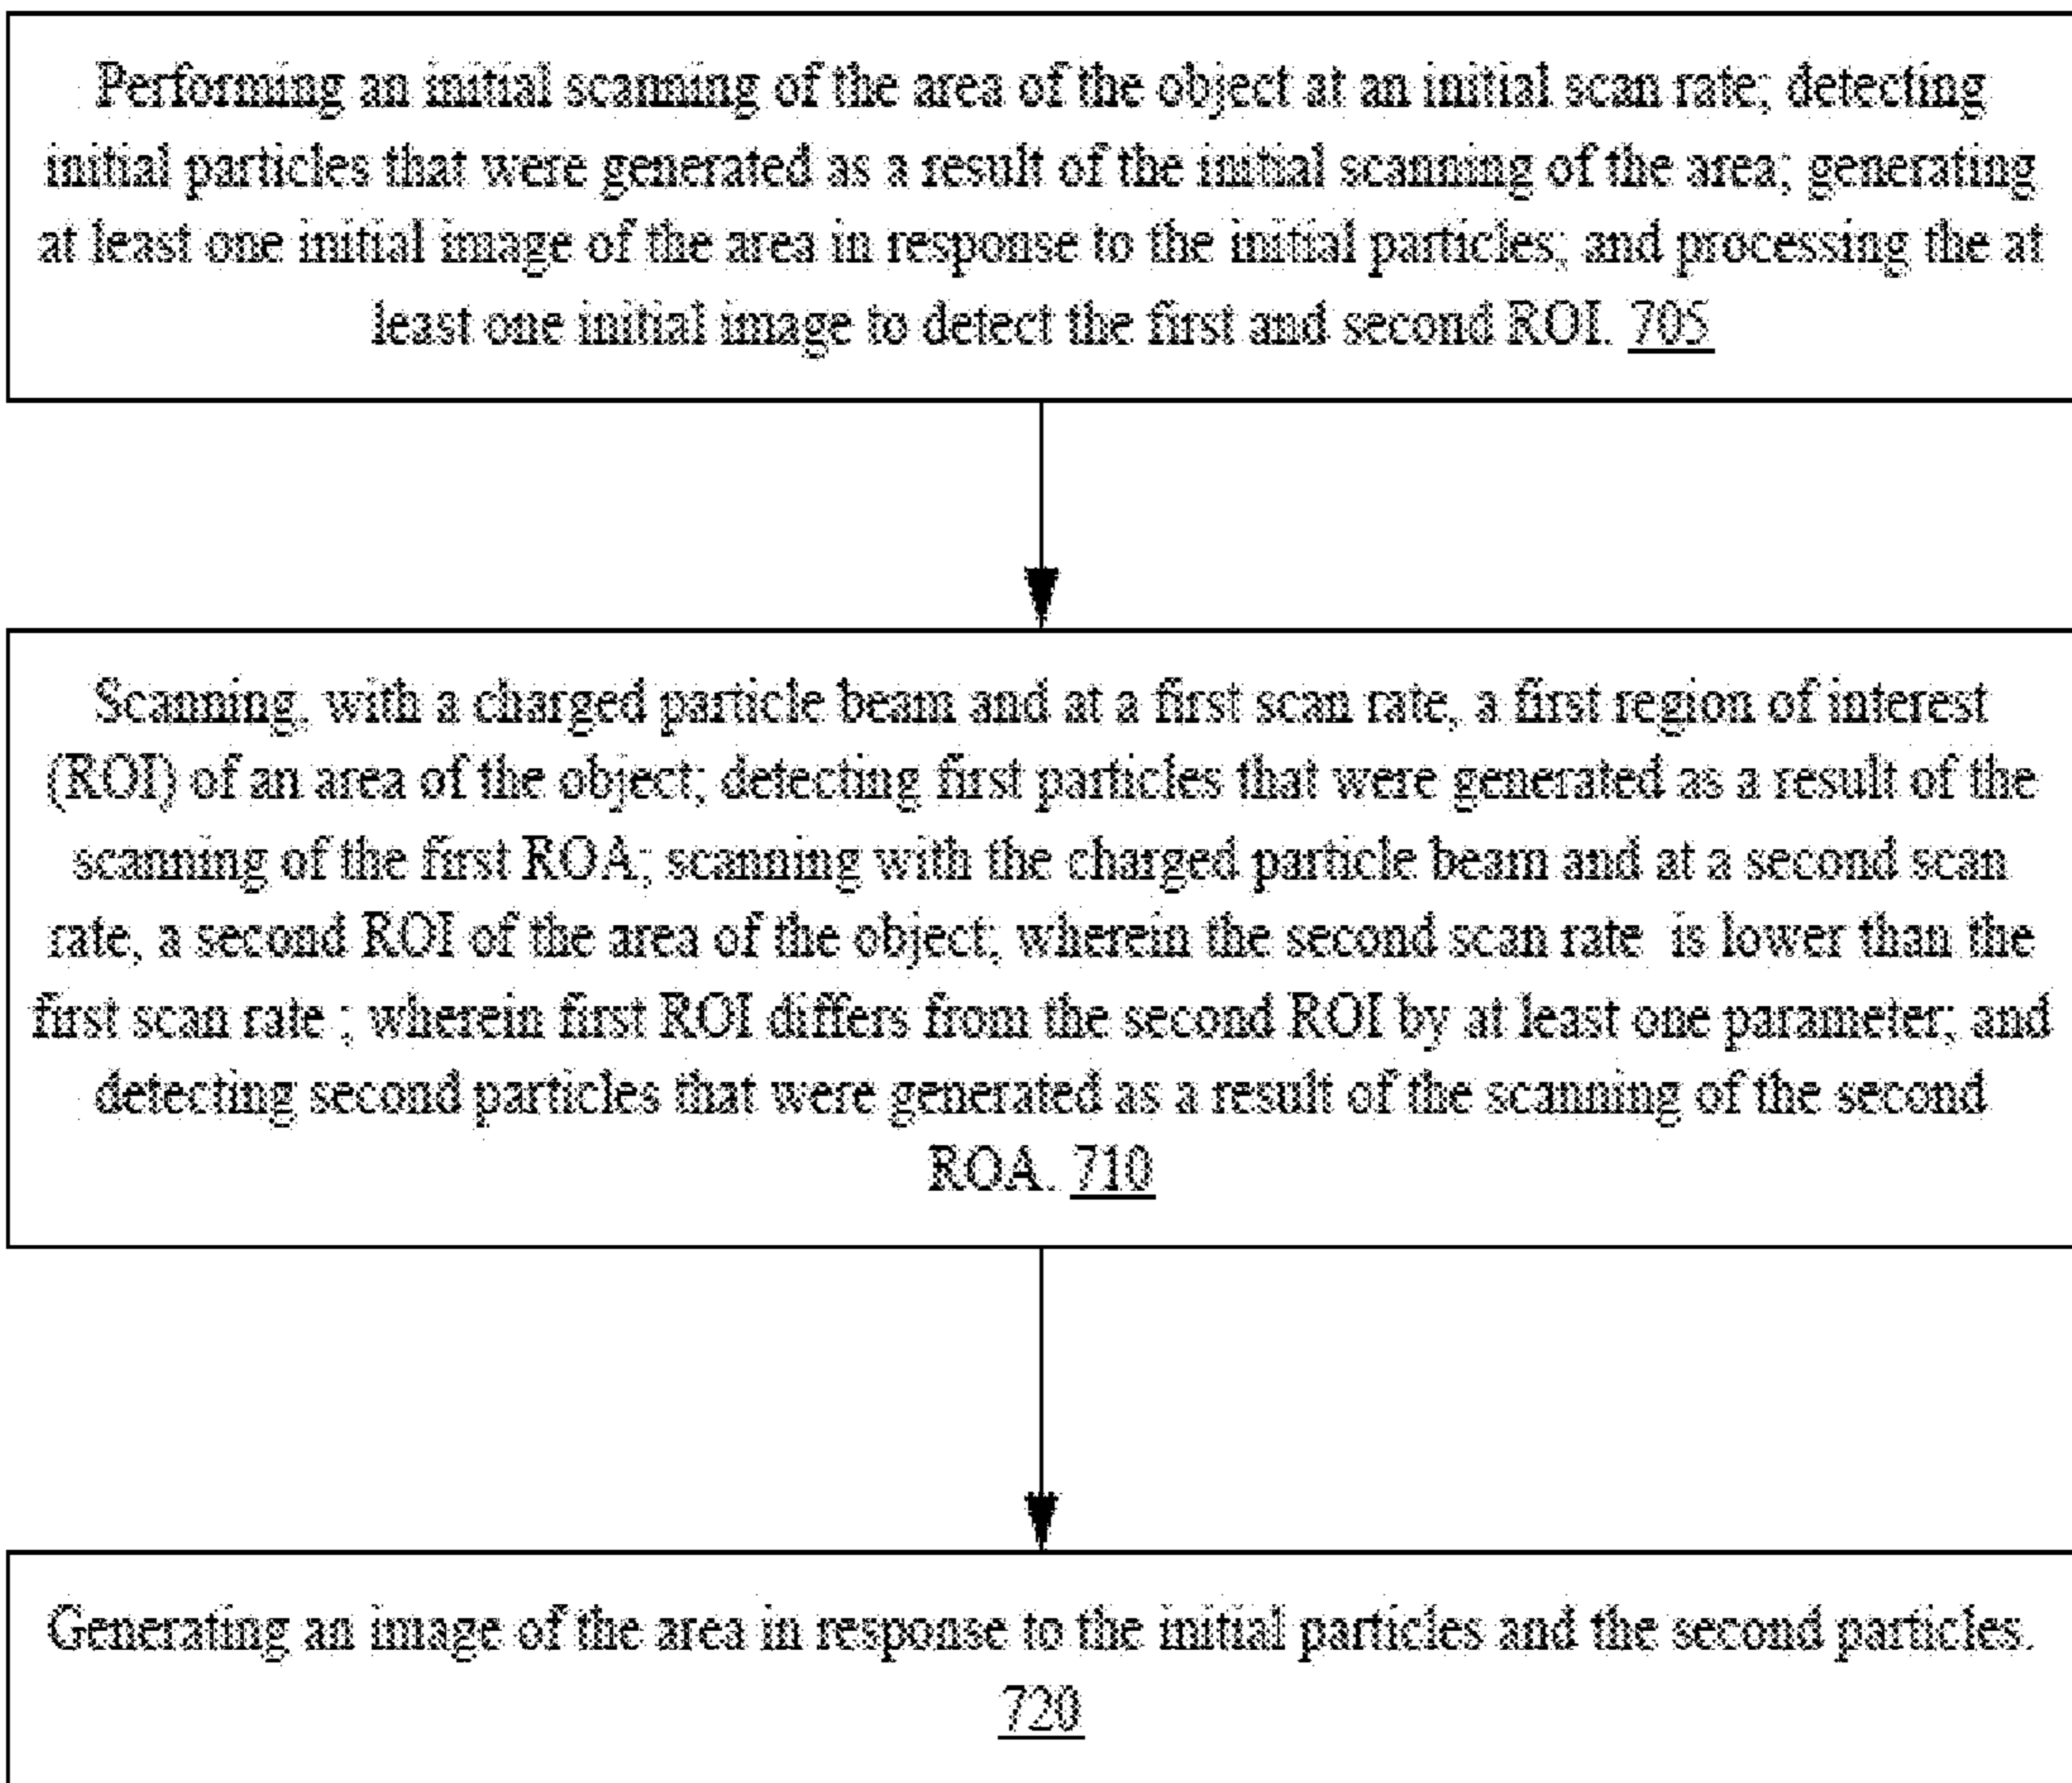 Performing an initial scanning of the area of the object at an initial scan rate; detecting
initial particles that were generated as a result of the initial scanning of the area; generating
at least one initial image of the area in response to the initial particles; and processing the at
least one initial image to detect the first and second ROI. 705
Scanning, with a charged particle beam and at a first scan rate, a first region of interest
(ROI) of an area of the object; detecting first particles that were generated as a result of the
scanning of the first ROA; scanning with the charged particle beam and at a second scan
rate, a second ROI of the area of the object; wherein the second scan rate  is lower than the
first scan rate ; wherein first ROI differs from the second ROI by at least one parameter; and
detecting second particles that were generated as a result of the scanning of the second
ROA. 710
Generating an image of the area in response to the initial particles and the second particles.
720